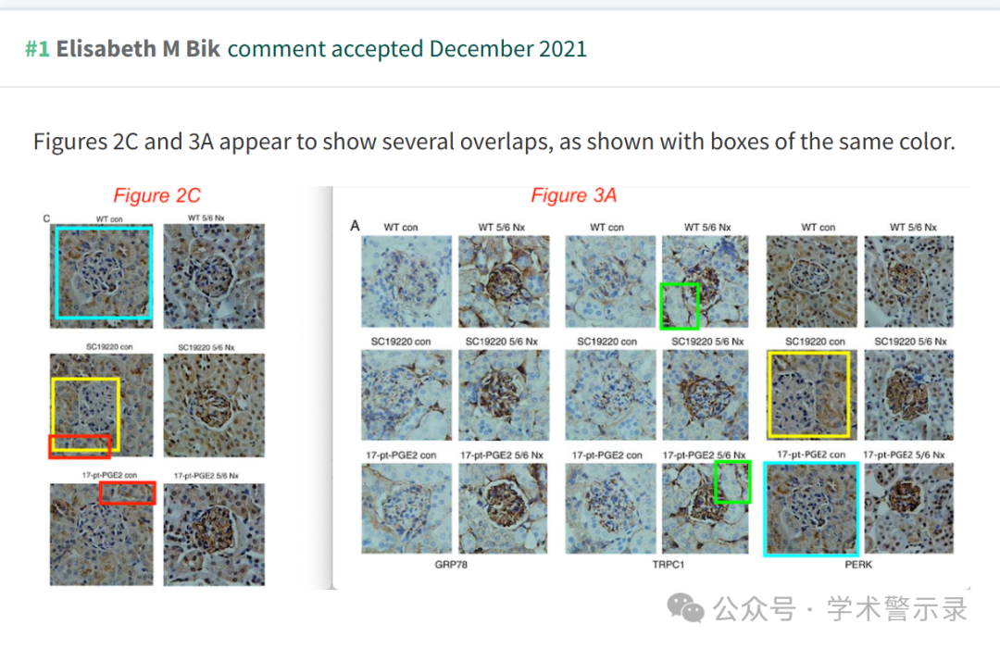 #1 Elisabeth M Bik comment accepted December 2021
Figures 2C and 3A appear to show several overlaps, as shown with boxes of the same color.
Figure 2C
C
WT con WT 5/6 Nx
SC19220 con SC19220 5/6 Nx
17-pt-PGE2 con 17-pt-PGE2 5/6 Nx
Figure 3A
A
WT con WT 5/6 Nx WT con WT 5/6 Nx WT con WT 5/6 Nx
SC19220 con SC19220 5/6 Nx SC19220 con SC19220 5/6 Nx SC19220 con SC19220 5/6 Nx
17-pt-PGE2 con 17-pt-PGE2 5/6 Nx 17-pt-PGE2 con 17-pt-PGE2 5/6 Nx 17-pt-PGE2 con 17-pt-PGE2 5/6 Nx
GRP78 TRPC1 PERK
公众号 · 学术警示录